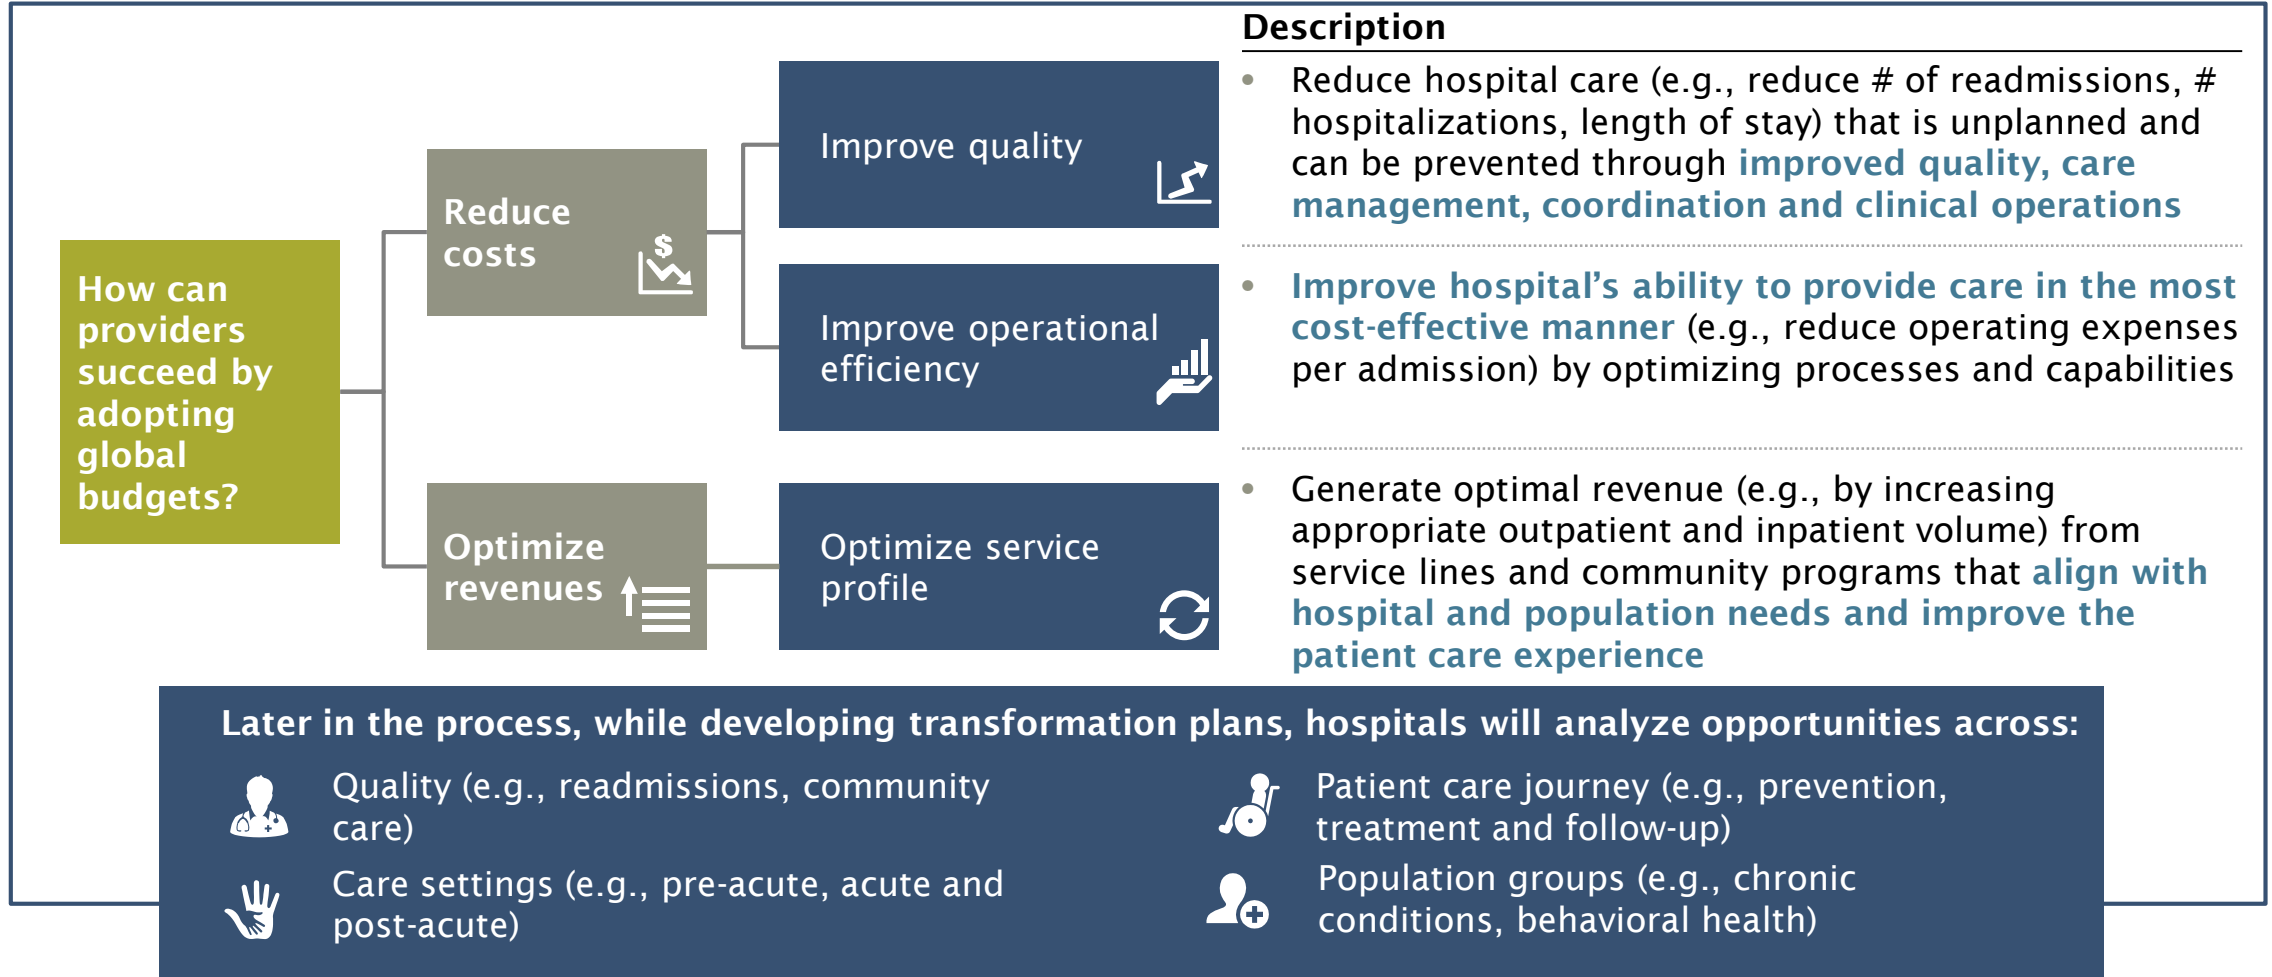 How can
providers
succeed by
adopting
global
budgets?
Reduce
costs
$
Optimize
revenues
Improve quality
Improve operational
efficiency
Optimize service
profile
Description
• Reduce hospital care (e.g., reduce # of readmissions, #
hospitalizations, length of stay) that is unplanned and
can be prevented through improved quality, care
management, coordination and clinical operations
• Improve hospital’s ability to provide care in the most
cost-effective manner (e.g., reduce operating expenses
per admission) by optimizing processes and capabilities
• Generate optimal revenue (e.g., by increasing
appropriate outpatient and inpatient volume) from
service lines and community programs that align with
hospital and population needs and improve the
patient care experience
Later in the process, while developing transformation plans, hospitals will analyze opportunities across:
Quality (e.g., readmissions, community
care)
Care settings (e.g., pre-acute, acute and
post-acute)
Patient care journey (e.g., prevention,
treatment and follow-up)
Population groups (e.g., chronic
conditions, behavioral health)